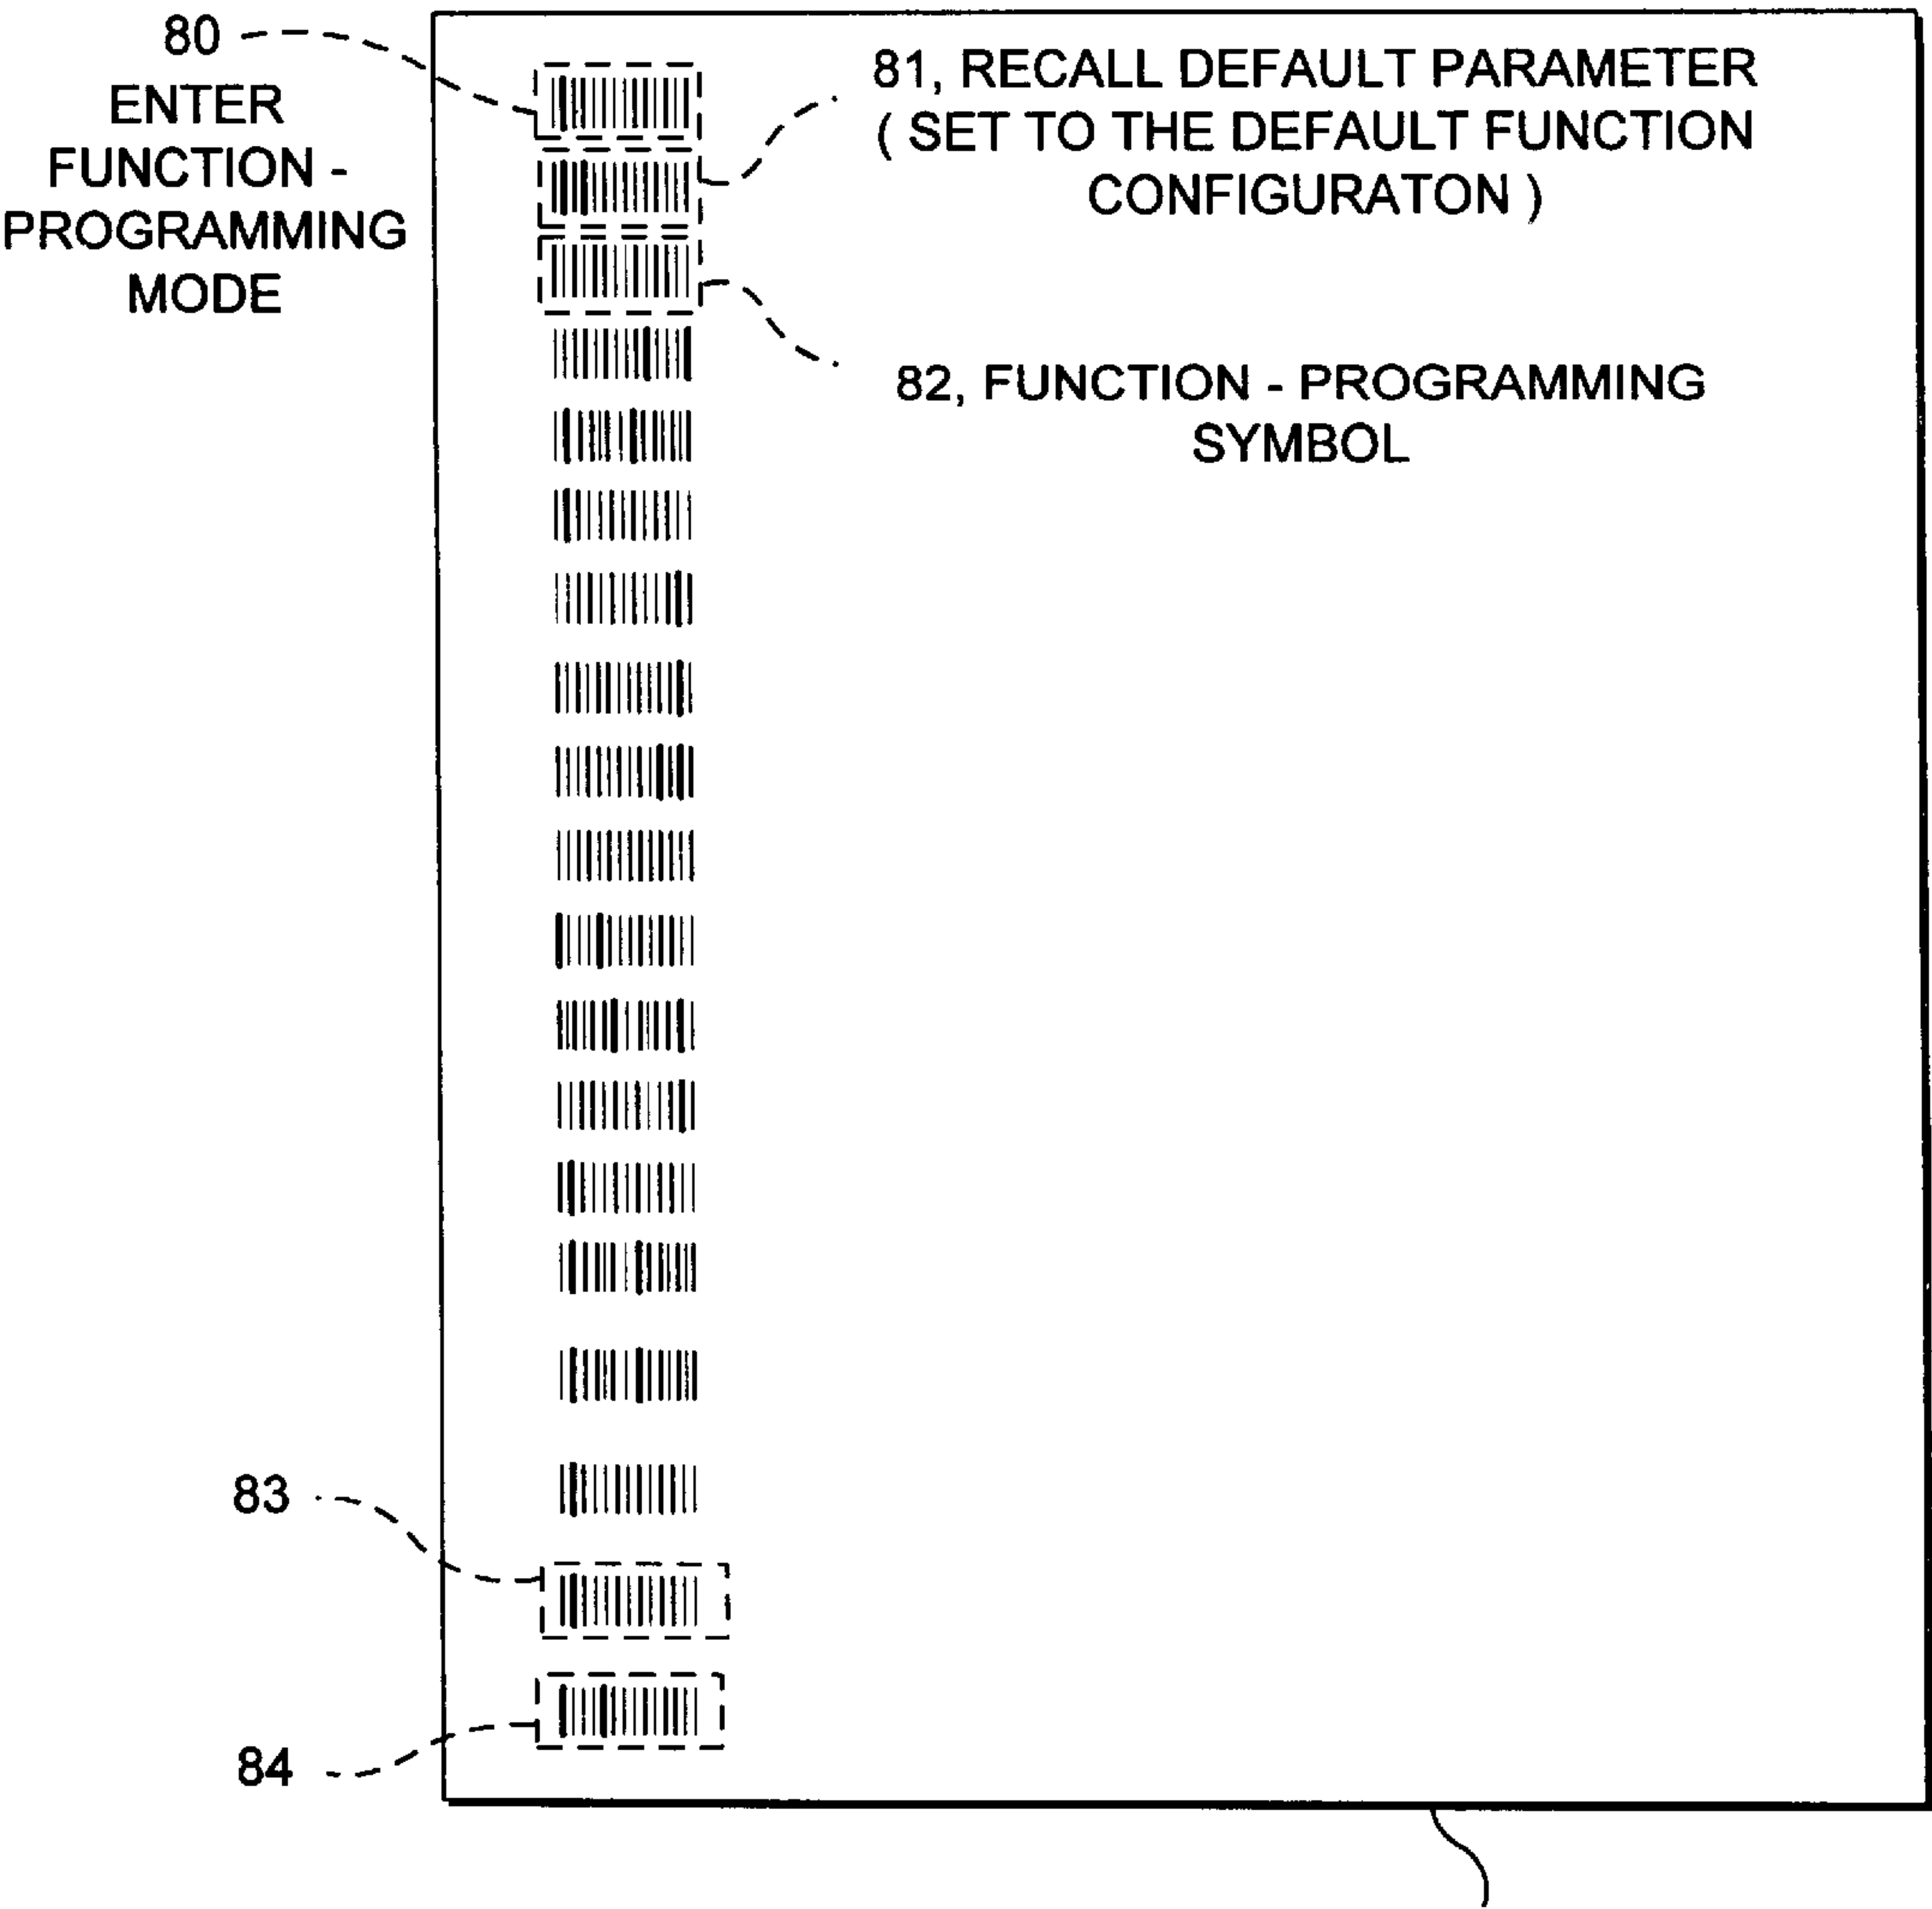 80
ENTER
FUNCTION -
PROGRAMMING
MODE
81, RECALL DEFAULT PARAMETER
( SET TO THE DEFAULT FUNCTION
CONFIGURATON )
82, FUNCTION - PROGRAMMING
SYMBOL
83
84